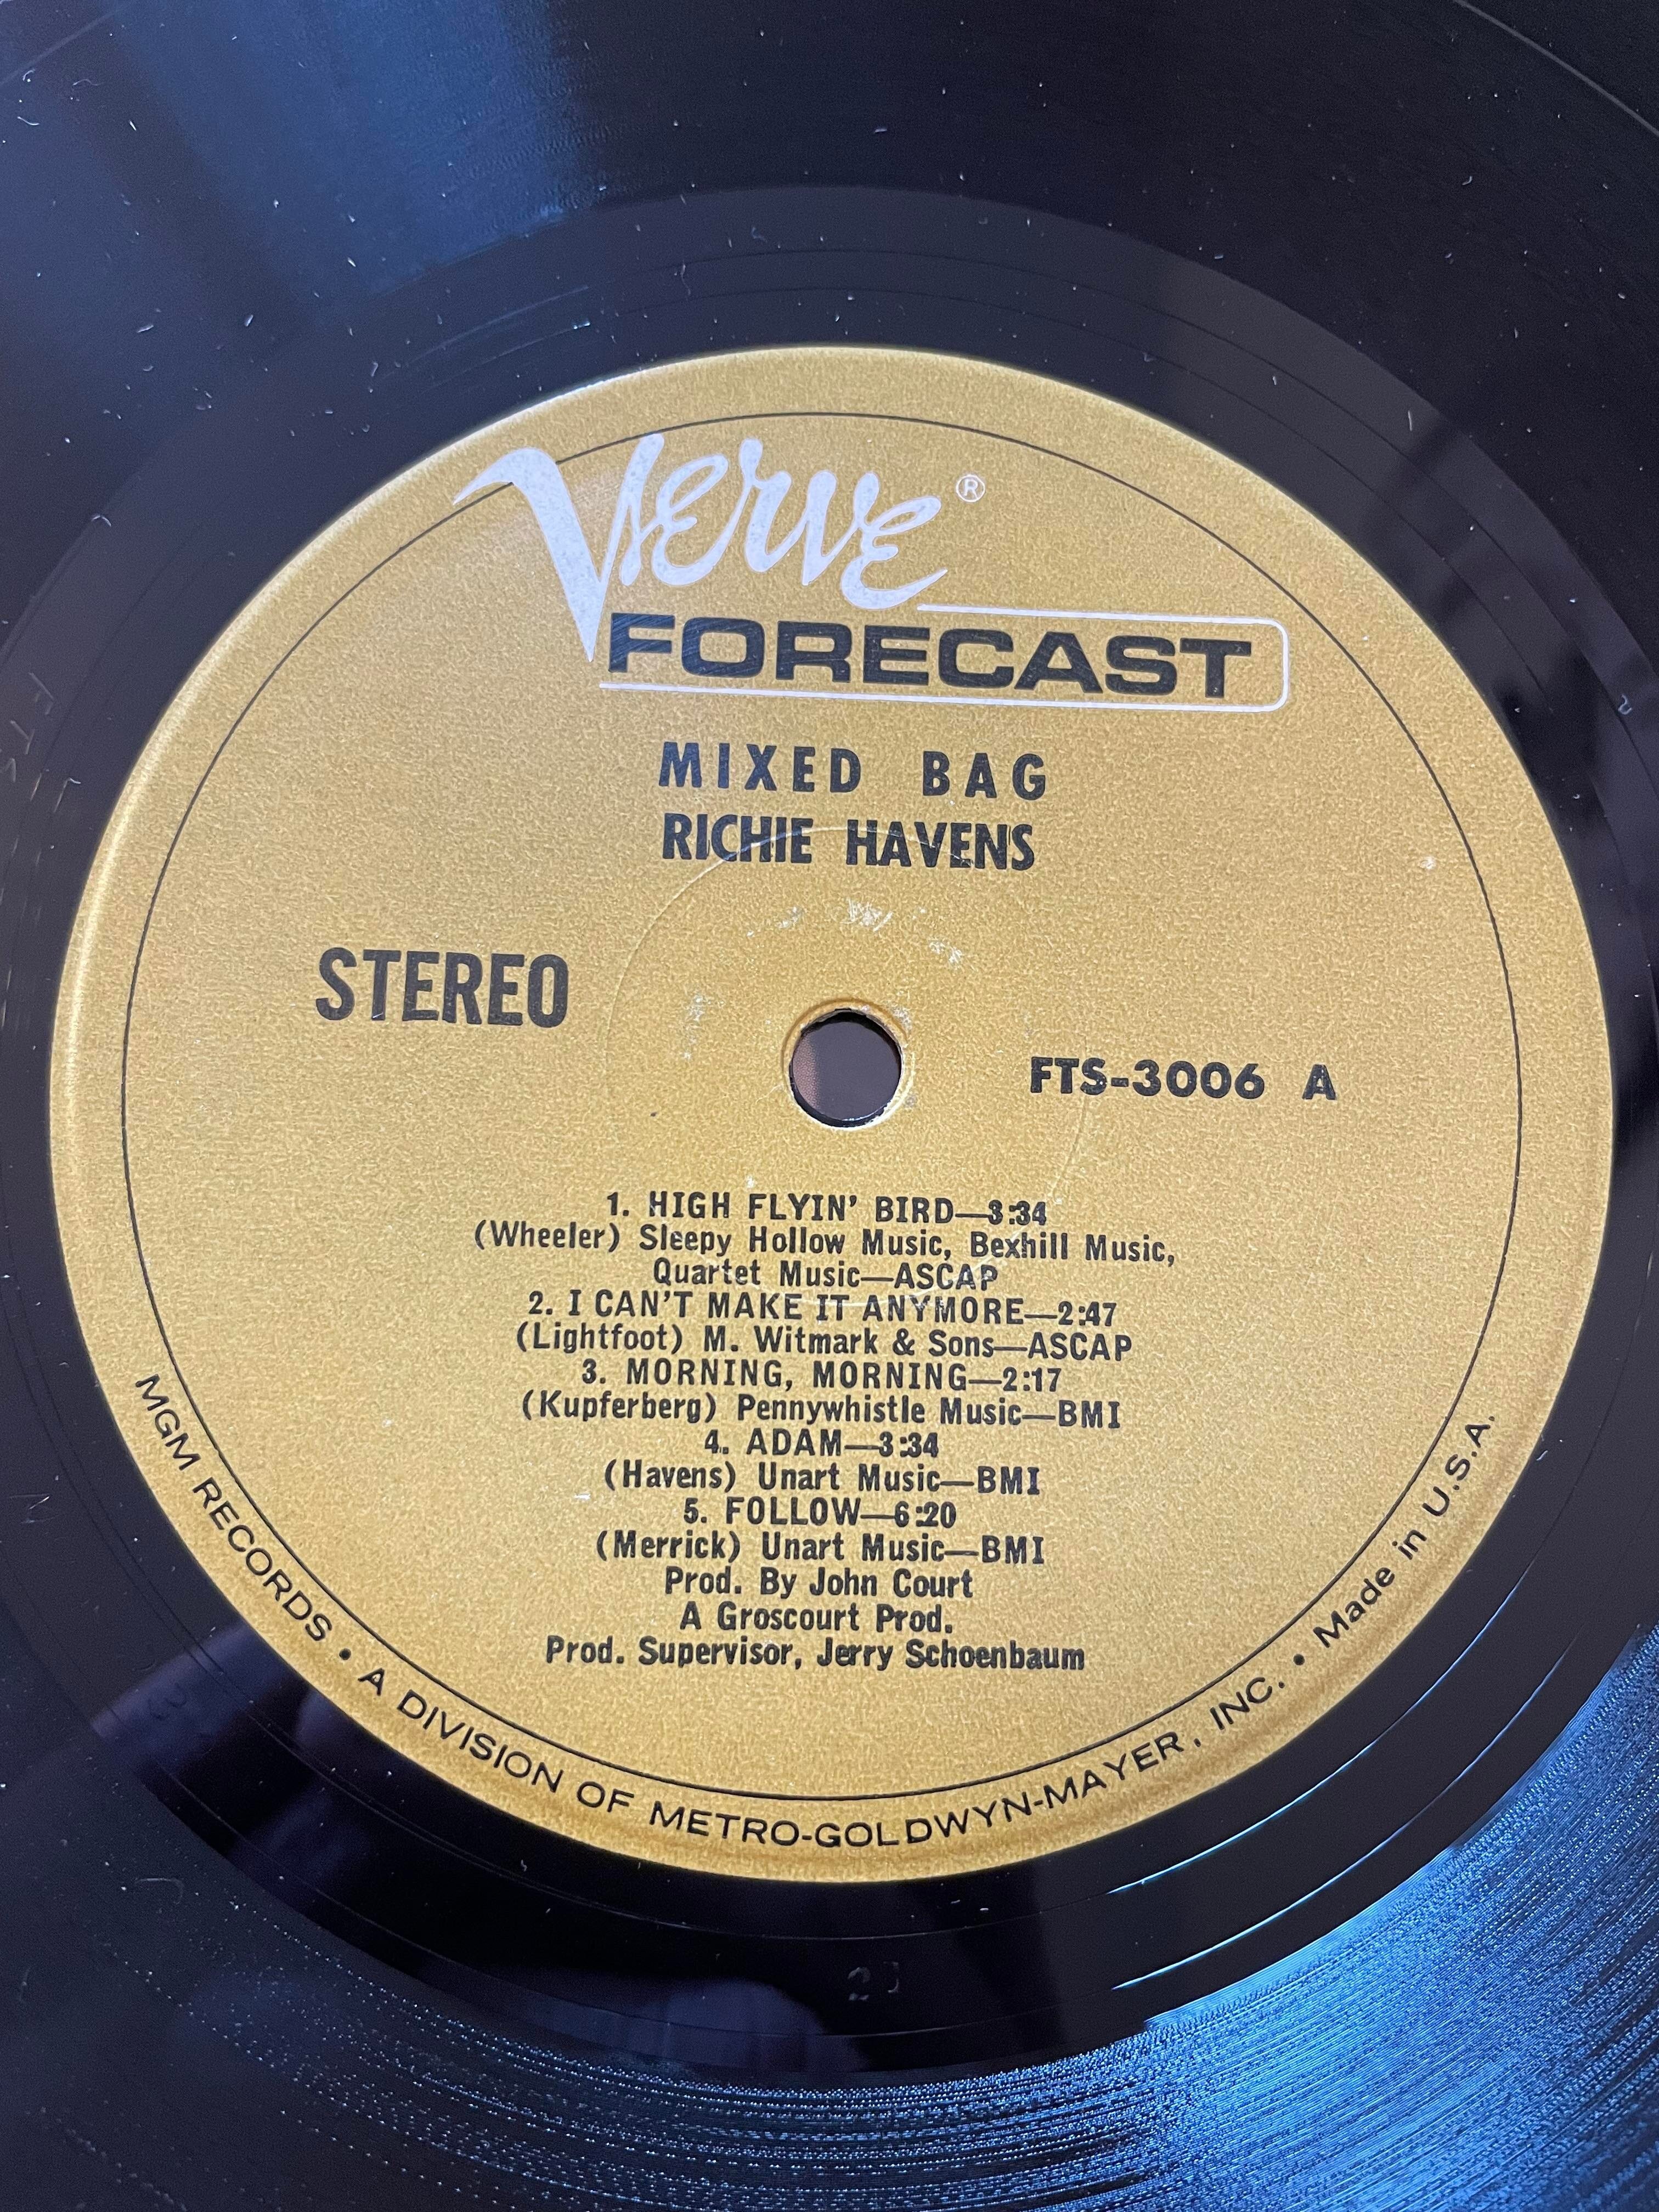 Verve ®
FORECAST
MIXED BAG
RICHIE HAVENS
STEREO
FTS-3006 A
1. HIGH FLYIN' BIRD—3:34
(Wheeler) Sleepy Hollow Music, Bexhill Music,
Quartet Music—ASCAP
2. I CAN'T MAKE IT ANYMORE—2:47
(Lightfoot) M. Witmark & Sons—ASCAP
3. MORNING, MORNING—2:17
(Kupferberg) Pennywhistle Music—BMI
4. ADAM—3:34
(Havens) Unart Music—BMI
5. FOLLOW—6:20
(Merrick) Unart Music—BMI
Prod. By John Court
A Groscourt Prod.
Prod. Supervisor, Jerry Schoenbaum
MGM RECORDS • A DIVISION OF METRO-GOLDWYN-MAYER, INC. • Made in U.S.A.